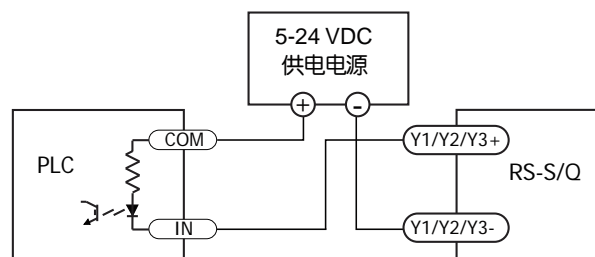 5-24 VDC
供电电源
+
-
COM
Y1/Y2/Y3+
PLC
RS-S/Q
IN
Y1/Y2/Y3-